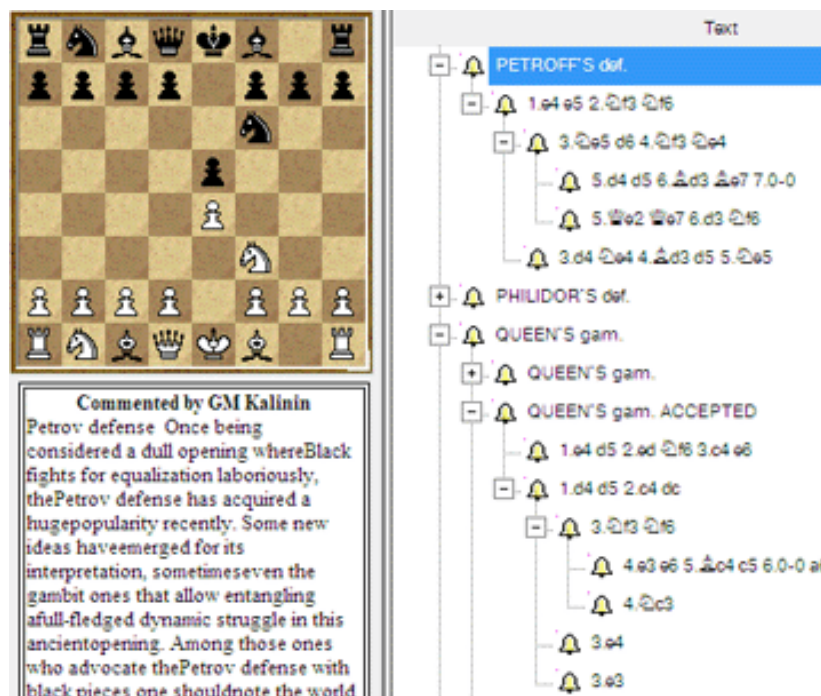 Text
PETROFF'S def.
1.e4 e5 2.♘f3 ♘f6
3.♘e5 d6 4.♘f3 ♘e4
5.d4 d5 6.♗d3 ♗e7 7.0-0
5.♕e2 ♕e7 6.d3 ♘f6
3.d4 ♘e4 4.♗d3 d5 5.♘e5
PHILIDOR'S def.
QUEEN'S gam.
QUEEN'S gam.
QUEEN'S gam. ACCEPTED
1.e4 d5 2.ed ♘f6 3.c4 e6
1.d4 d5 2.c4 dc
3.♘f3 ♘f6
4.e3 e6 5.♗c4 c5 6.0-0
4.♘c3
3.e4
3.e3
Commented by GM Kalinin
Petrov defense Once being
considered a dull opening whereBlack
fights for equalization laboriously,
thePetrov defense has acquired a
hugepopularity recently. Some new
ideas haveemerged for its
interpretation, sometimeseven the
gambit ones that allow entangling
afull-fledged dynamic struggle in this
ancientopening. Among those ones
who advocate thePetrov defense with
black pieces one shouldnote the world